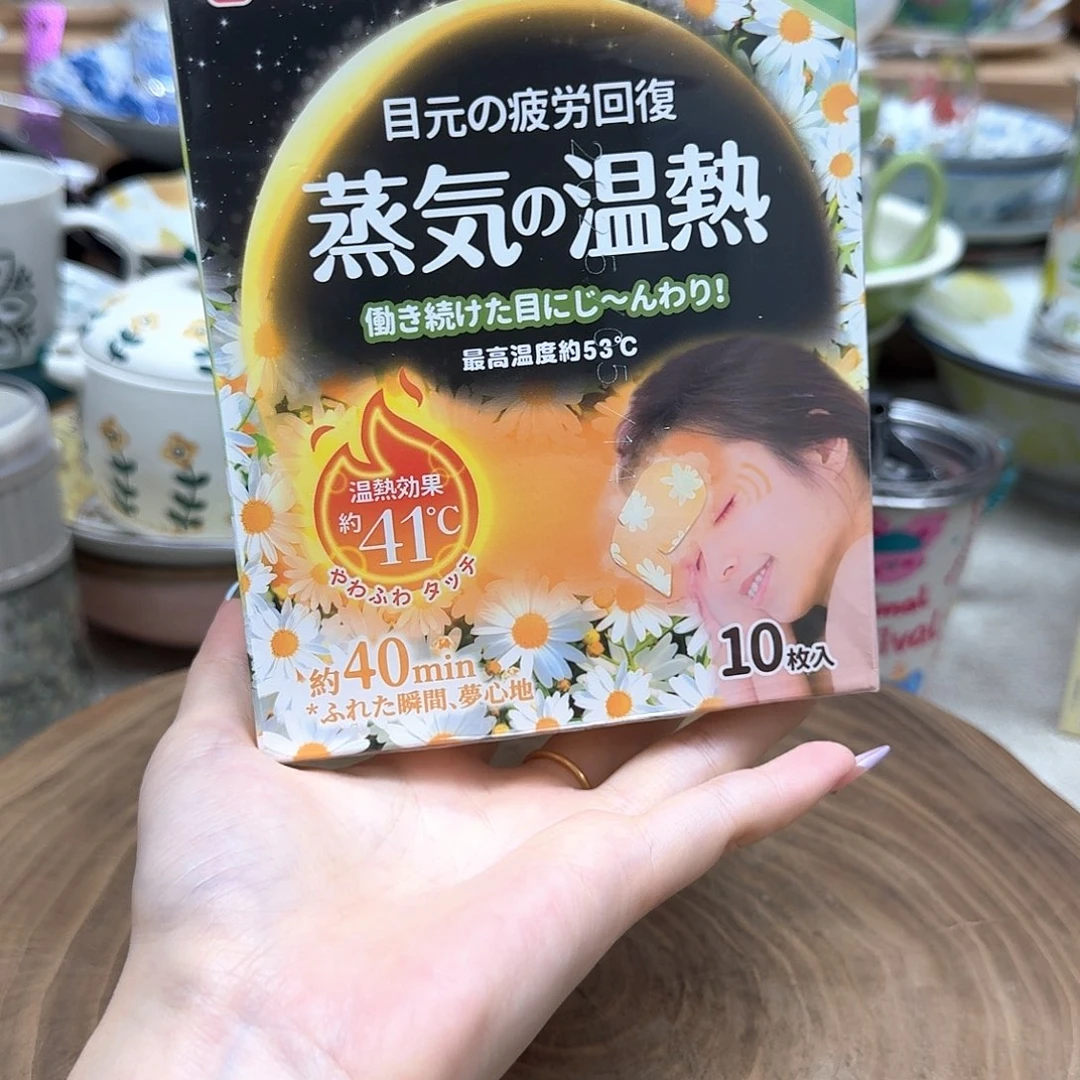 目元の疲労回復
蒸気の温熱
働き続けた目にじ〜んわり!
最高温度約53℃
温熱効果
約41℃
やわふわ タッチ
約40min
*ふれた瞬間、夢心地
10枚入